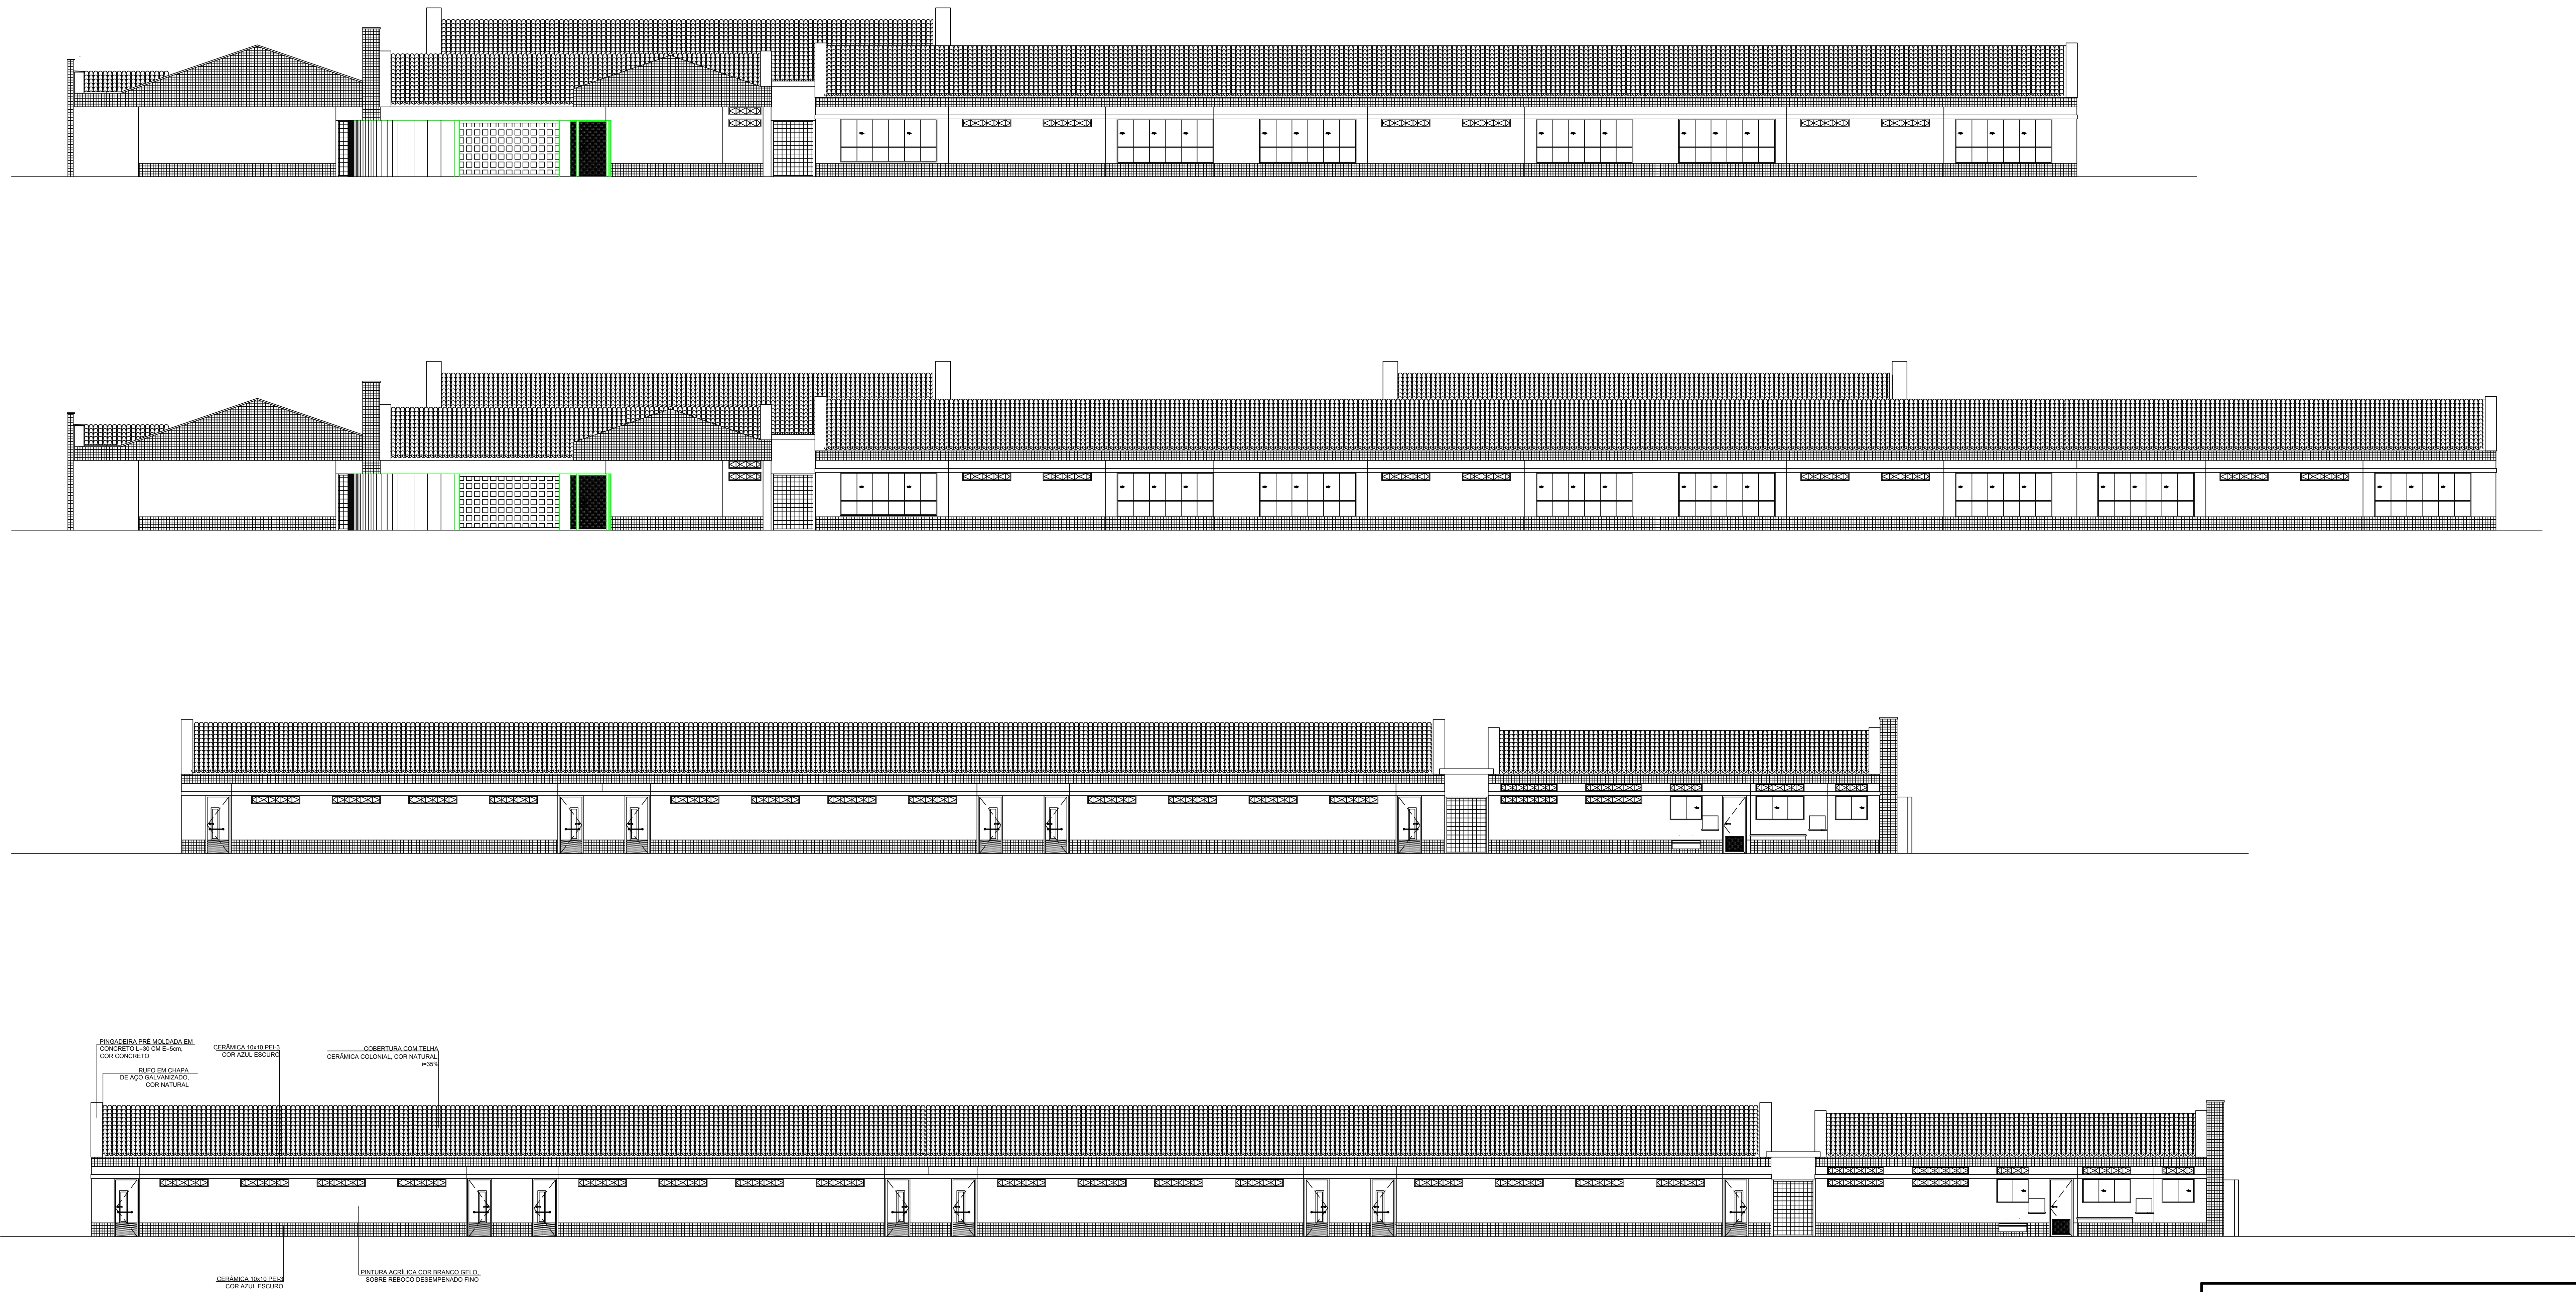 PINGADEIRA PRÉ MOLDADA EM
CONCRETO L=30 CM E=5cm,
COR CONCRETO
RUFO EM CHAPA
DE AÇO GALVANIZADO,
COR NATURAL
CERÂMICA 10x10 PEI-3
COR AZUL ESCURO
COBERTURA COM TELHA
CERÂMICA COLONIAL, COR NATURAL,
i=35%
CERÂMICA 10x10 PEI-3
COR AZUL ESCURO
PINTURA ACRÍLICA COR BRANCO GELO,
SOBRE REBOCO DESEMPENADO FINO